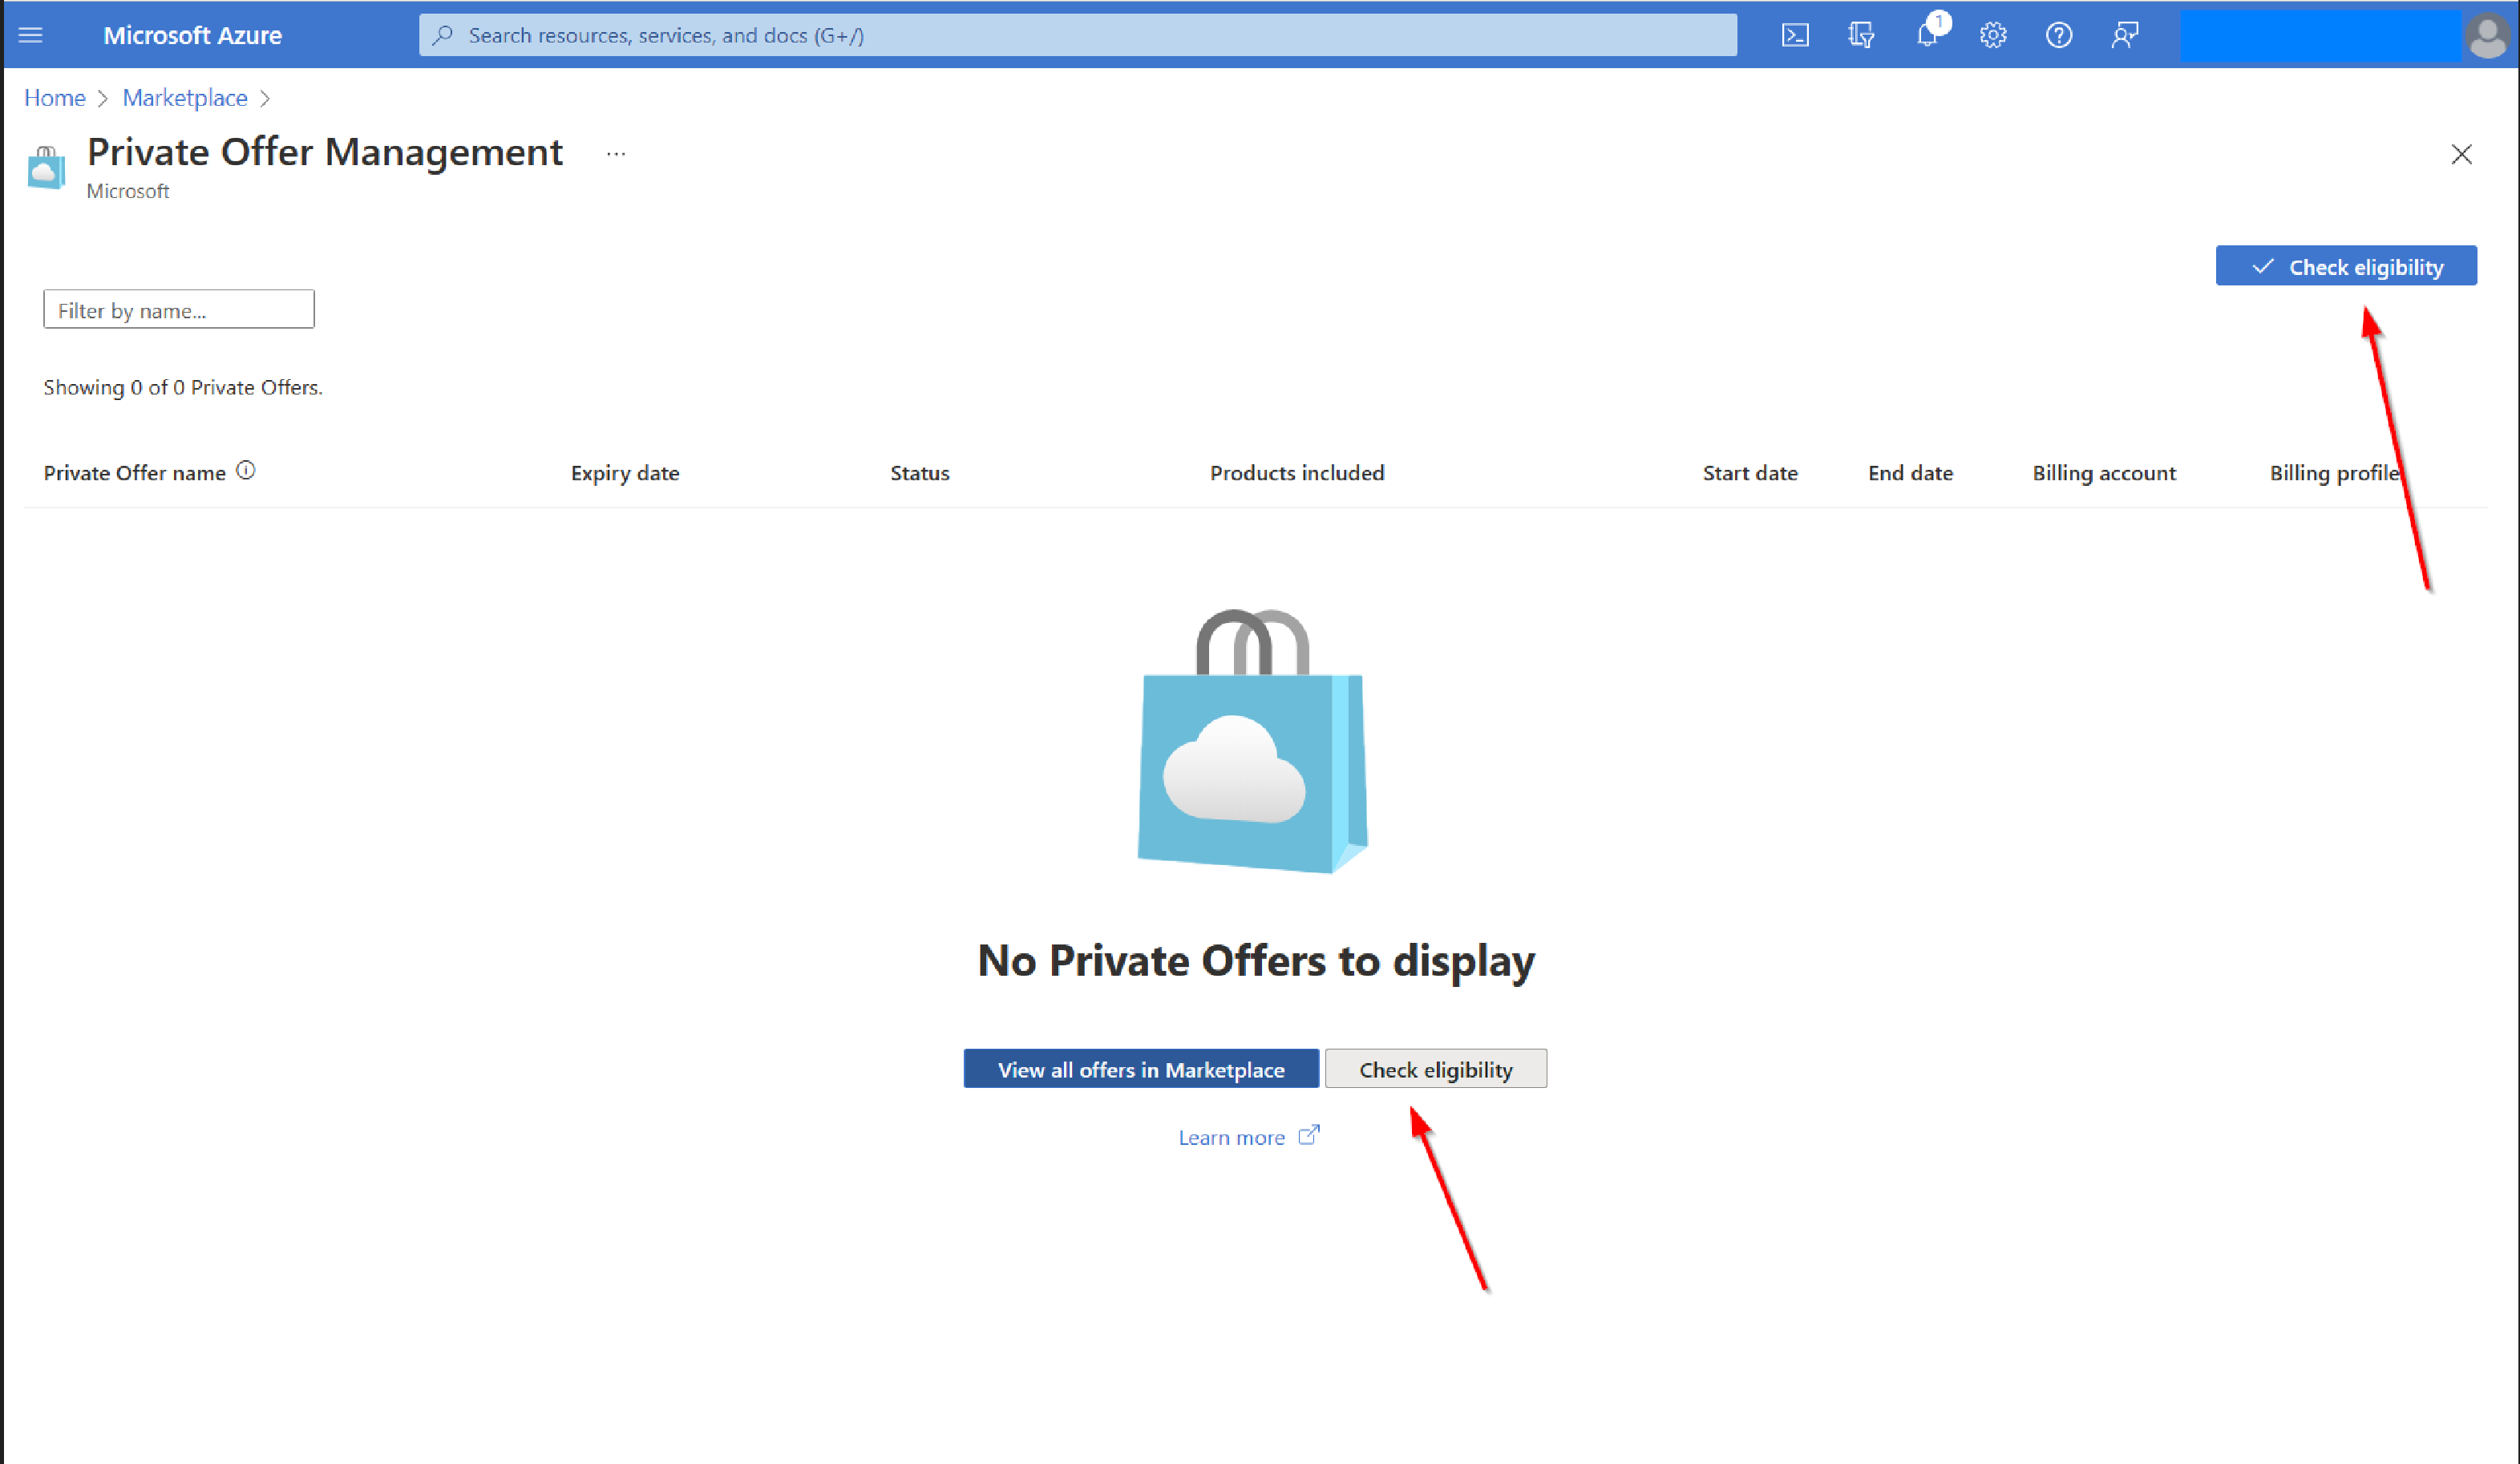 Microsoft Azure
Search resources, services, and docs (G+/)
1
Home > Marketplace >
Private Offer Management ...
Microsoft
Check eligibility
Filter by name...
Showing 0 of 0 Private Offers.
Private Offer name Expiry date Status Products included Start date End date Billing account Billing profile
No Private Offers to display
View all offers in Marketplace Check eligibility
Learn more